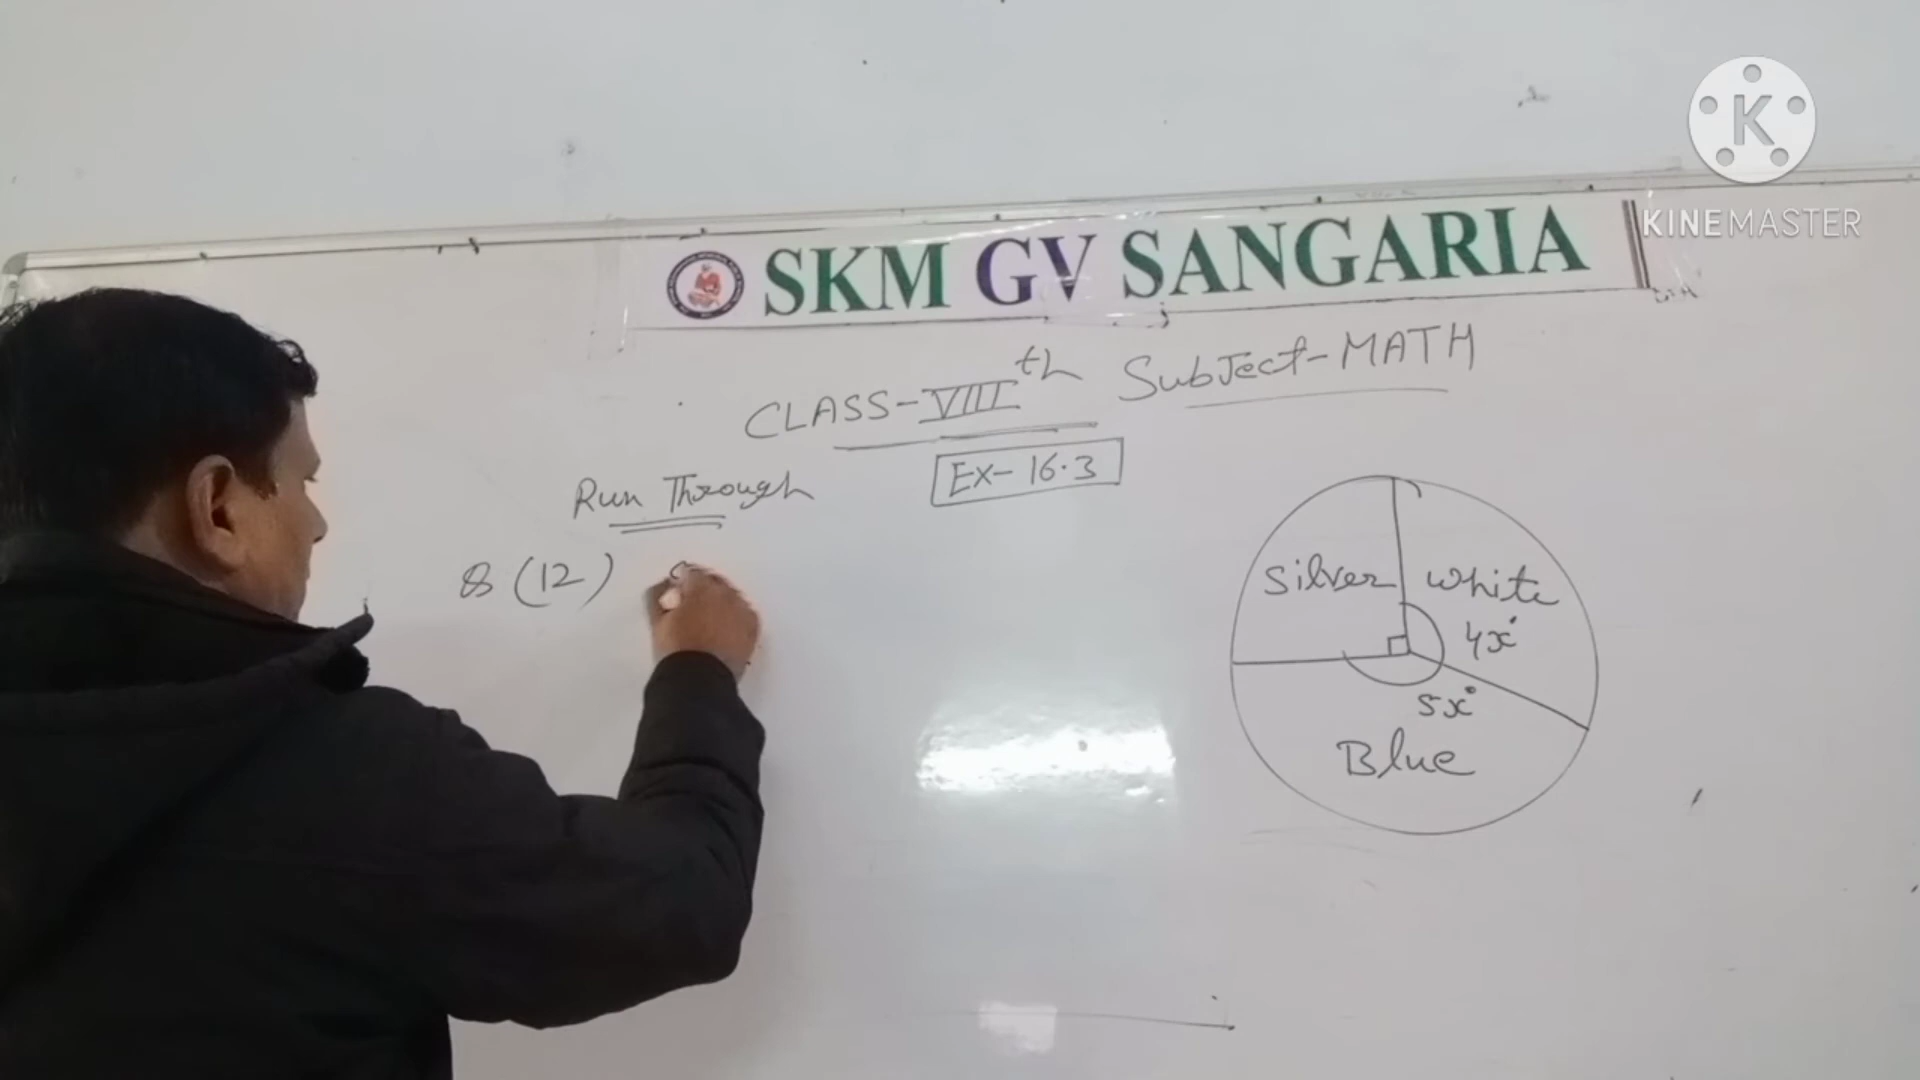 K
KINEMASTER
SKM GV SANGARIA
CLASS-VIIIth Subject-MATH
Run Through
Ex-16.3
8 (12)
Silver
White
4x°
5x°
Blue